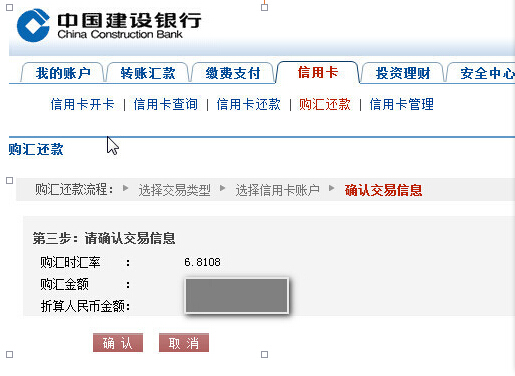 中国建设银行
China Construction Bank
我的账户 转账汇款 缴费支付 信用卡 投资理财 安全中心
信用卡开卡 | 信用卡查询 | 信用卡还款 | 购汇还款 | 信用卡管理
购汇还款
购汇还款流程： 选择交易类型 选择信用卡账户 确认交易信息
第三步：请确认交易信息
购汇时汇率 ： 6.8108
购汇金额 ：
折算人民币金额：
确 认 取 消